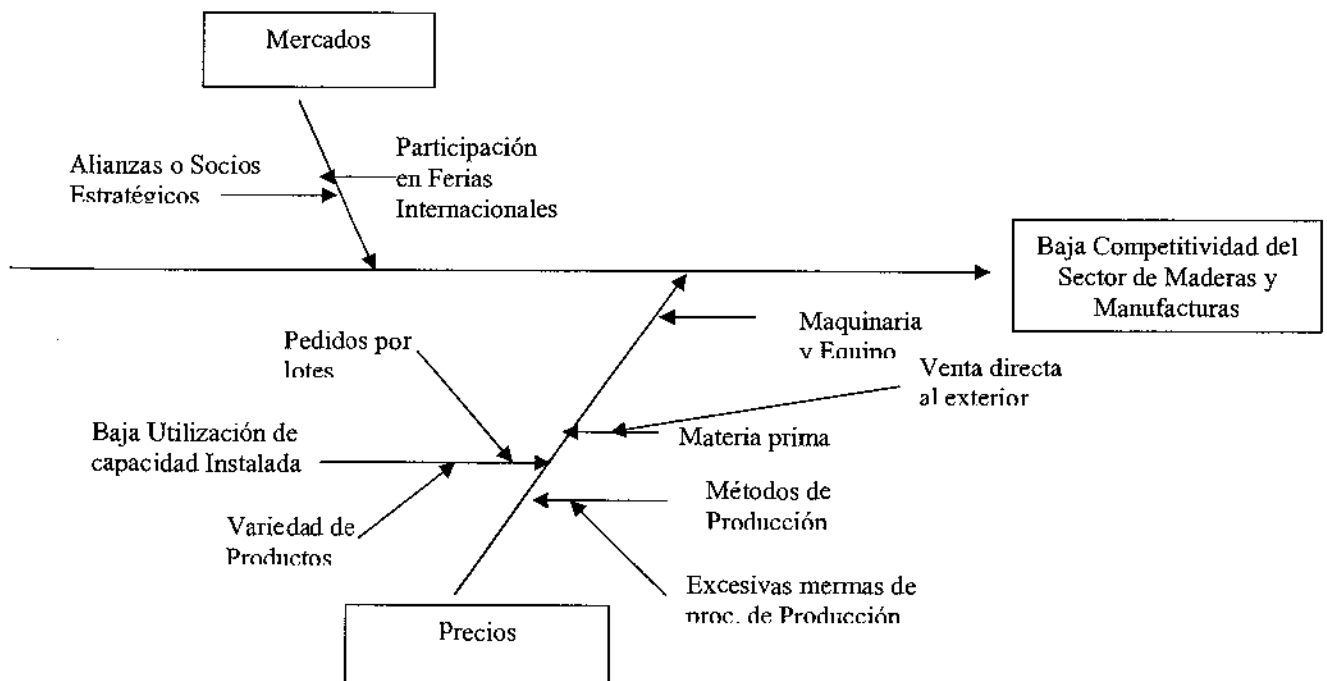 Mercados
Alianzas o Socios
Estratégicos
Participación
en Ferias
Internacionales
Baja Competitividad del
Sector de Maderas y
Manufacturas
Maquinaria
y Equipo
Pedidos por
lotes
Venta directa
al exterior
Baja Utilización de
capacidad Instalada
Materia prima
Métodos de
Producción
Variedad de
Productos
Excesivas mermas de
proc. de Producción
Precios